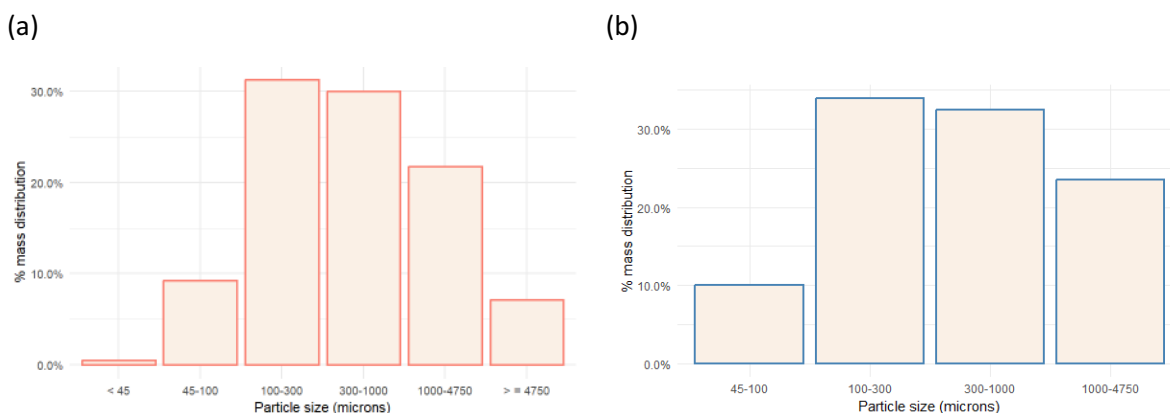 (a)
(b)
% mass distribution
30.0%
20.0%
10.0%
0.0%
< 45
45-100
100-300
300-1000
1000-4750
> = 4750
Particle size (microns)
% mass distribution
30.0%
20.0%
10.0%
0.0%
45-100
100-300
300-1000
1000-4750
Particle size (microns)